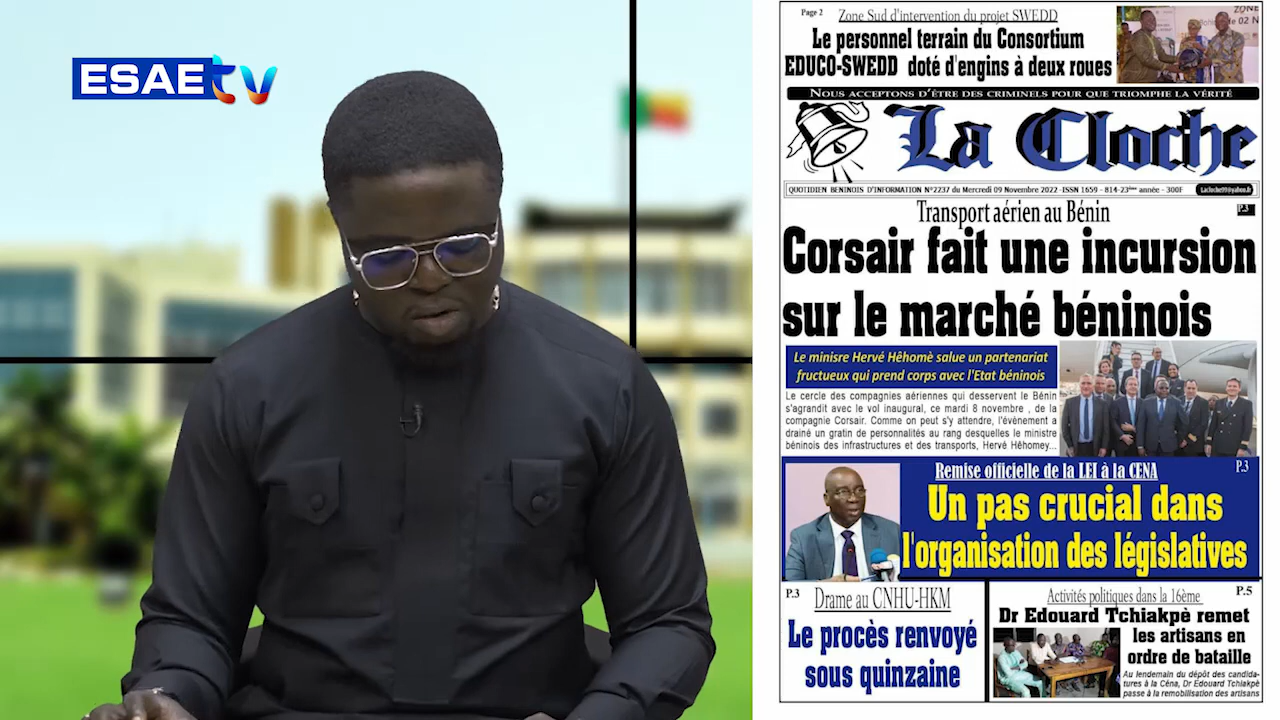 ESAE tv
Page 2
Zone Sud d'intervention du projet SWEDD
Le personnel terrain du Consortium
EDUCO-SWEDD doté d'engins à deux roues
NOUS ACCEPTONS D'ÊTRE DES CRIMINELS POUR QUE TRIOMPHE LA VÉRITÉ
La Cloche
QUOTIDIEN BENINOIS D'INFORMATION N°2237 du Mercredi 09 Novembre 2022 -ISSN 1659 - 814-23ème année - 300F
Lacloche99@yahoo.fr
Transport aérien au Bénin
P.3
Corsair fait une incursion
sur le marché béninois
Le minisre Hervé Hêhomè salue un partenariat
fructueux qui prend corps avec l'Etat béninois
Le cercle des compagnies aériennes qui desservent le Bénin
s'agrandit avec le vol inaugural, ce mardi 8 novembre , de la
compagnie Corsair. Comme on peut s'y attendre, l'évènement a
drainé un gratin de personnalités au rang desquelles le ministre
béninois des infrastructures et des transports, Hervé Hêhomey...
Remise officielle de la LEI à la CENA
P.3
Un pas crucial dans
l'organisation des législatives
P.3
Drame au CNHU-HKM
Le procès renvoyé
sous quinzaine
Activités politiques dans la 16ème
P.5
Dr Edouard Tchiakpè remet
les artisans en
ordre de bataille
Au lendemain du dépôt des candida-
tures à la Céna, Dr Edouard Tchiakpè
passe à la remobilisation des artisans